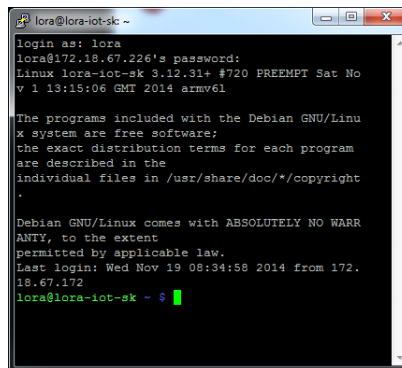 lora@lora-iot-sk: ~
login as: lora
lora@172.18.67.226's password:
Linux lora-iot-sk 3.12.31+ #720 PREEMPT Sat No
v 1 13:15:06 GMT 2014 armv6l

The programs included with the Debian GNU/Linu
x system are free software;
the exact distribution terms for each program
are described in the
individual files in /usr/share/doc/*/copyright
.

Debian GNU/Linux comes with ABSOLUTELY NO WARR
ANTY, to the extent
permitted by applicable law.
Last login: Wed Nov 19 08:34:58 2014 from 172.
18.67.172
lora@lora-iot-sk ~ $